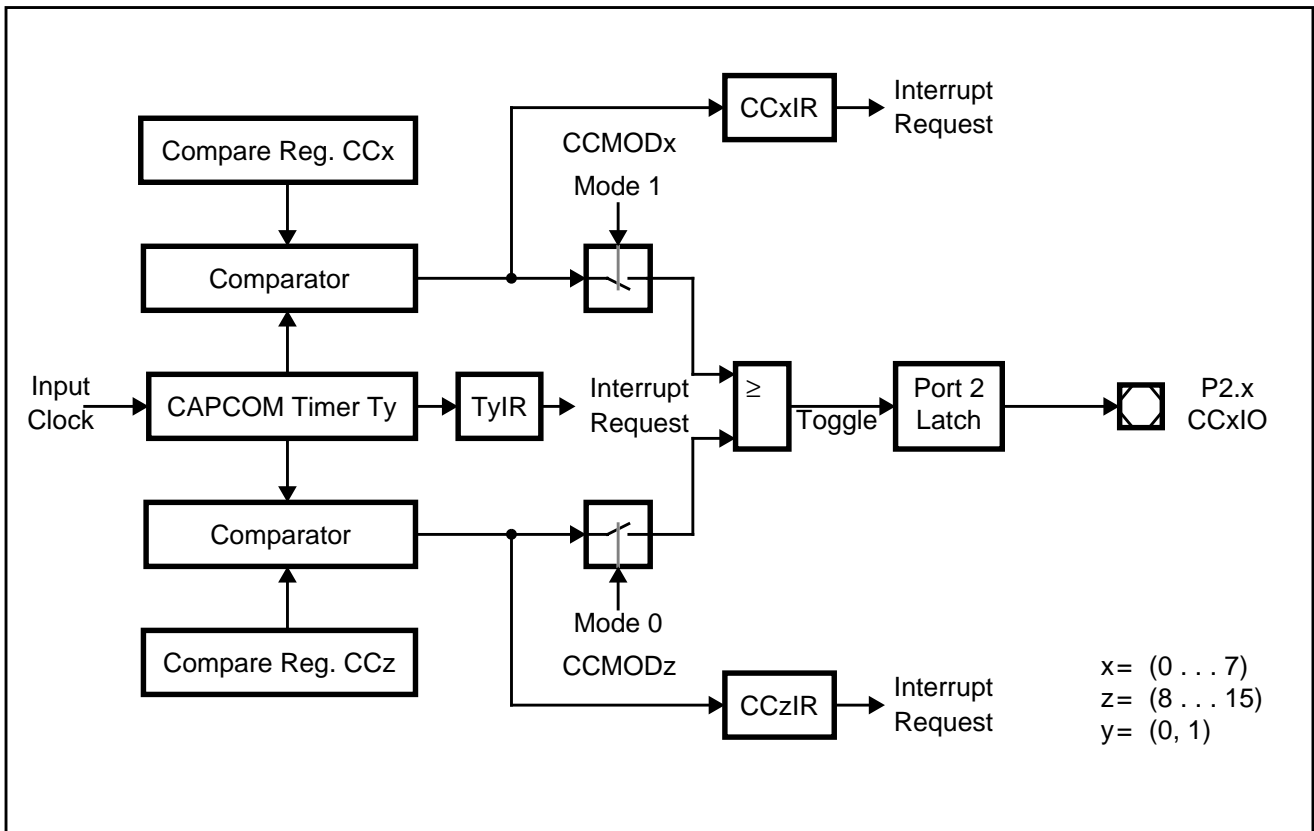 CCxIR
Interrupt
Request
Compare Reg. CCx
CCMODx
Mode 1
Comparator
Input
Clock
CAPCOM Timer Ty
TyIR
Interrupt
Request
≥
Toggle
Port 2
Latch
P2.x
CCxIO
Comparator
Mode 0
CCMODz
Compare Reg. CCz
CCzIR
Interrupt
Request
x= (0 . . . 7)
z= (8 . . . 15)
y= (0, 1)